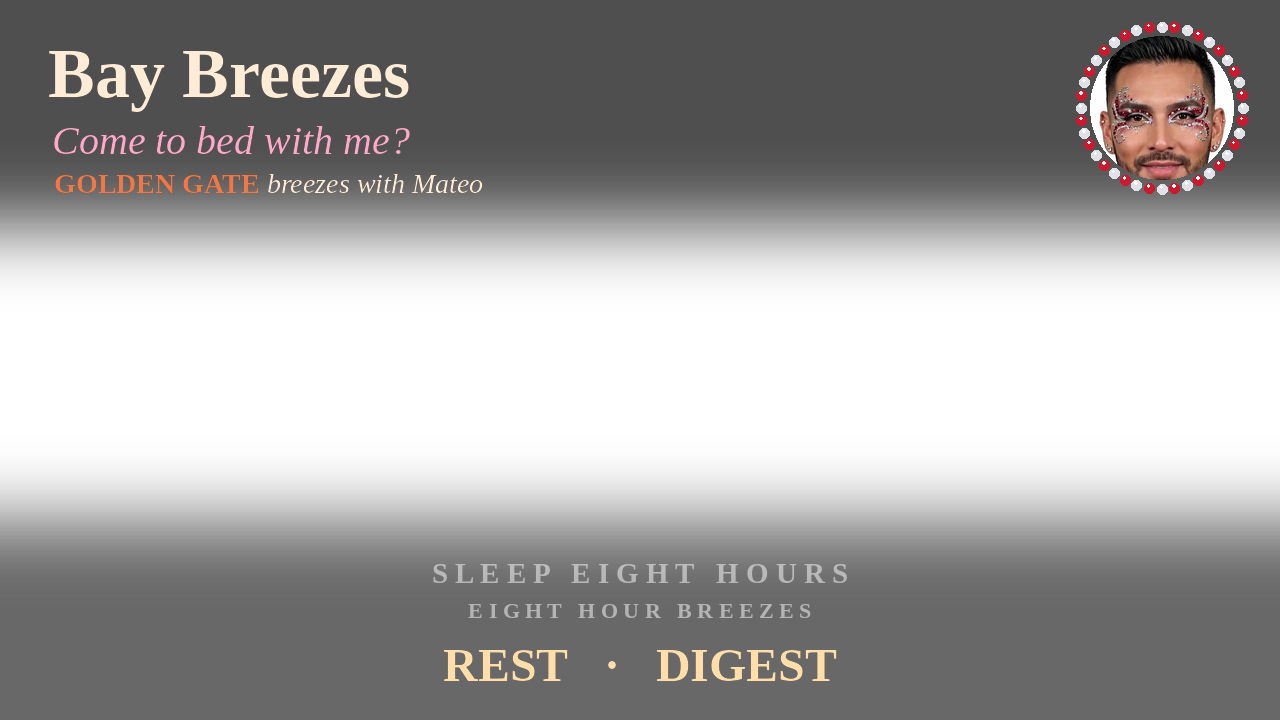 Bay Breezes
Come to bed with me?
GOLDEN GATE breezes with Mateo
SLEEP EIGHT HOURS
EIGHT HOUR BREEZES
REST · DIGEST